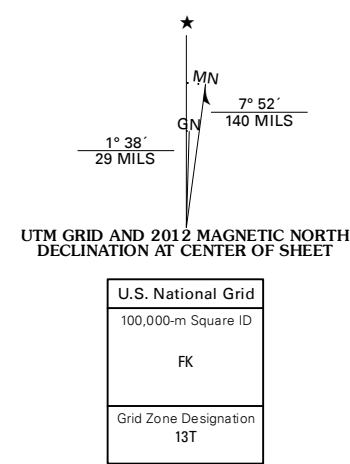 ★
MN
7° 52´
140 MILS
GN
1° 38´
29 MILS
UTM GRID AND 2012 MAGNETIC NORTH
DECLINATION AT CENTER OF SHEET
U.S. National Grid
100,000-m Square ID
FK
Grid Zone Designation
13T